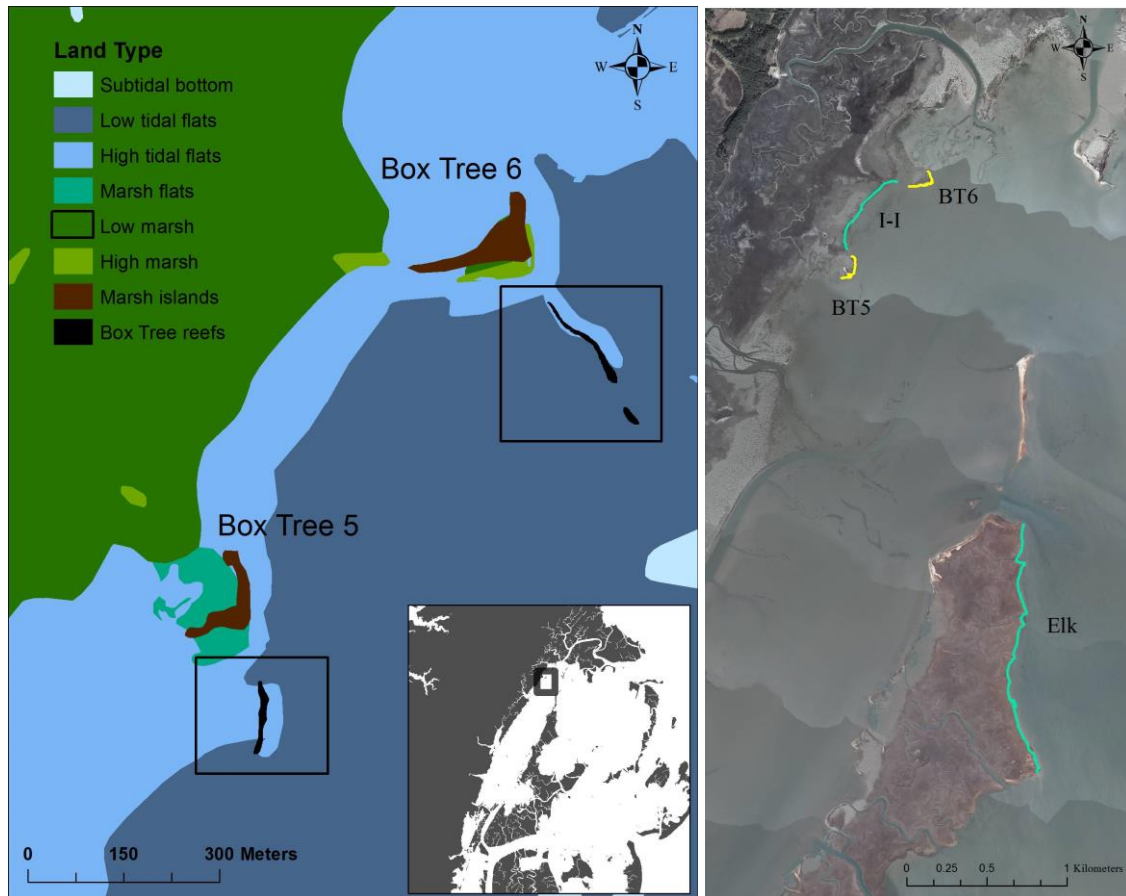 Land Type
Subtidal bottom
Low tidal flats
High tidal flats
Marsh flats
Low marsh
High marsh
Marsh islands
Box Tree reefs
N
W E
S
Box Tree 6
Box Tree 5
0 150 300 Meters
N
W E
S
BT6
I-I
BT5
Elk
0 0.25 0.5 1 Kilometers